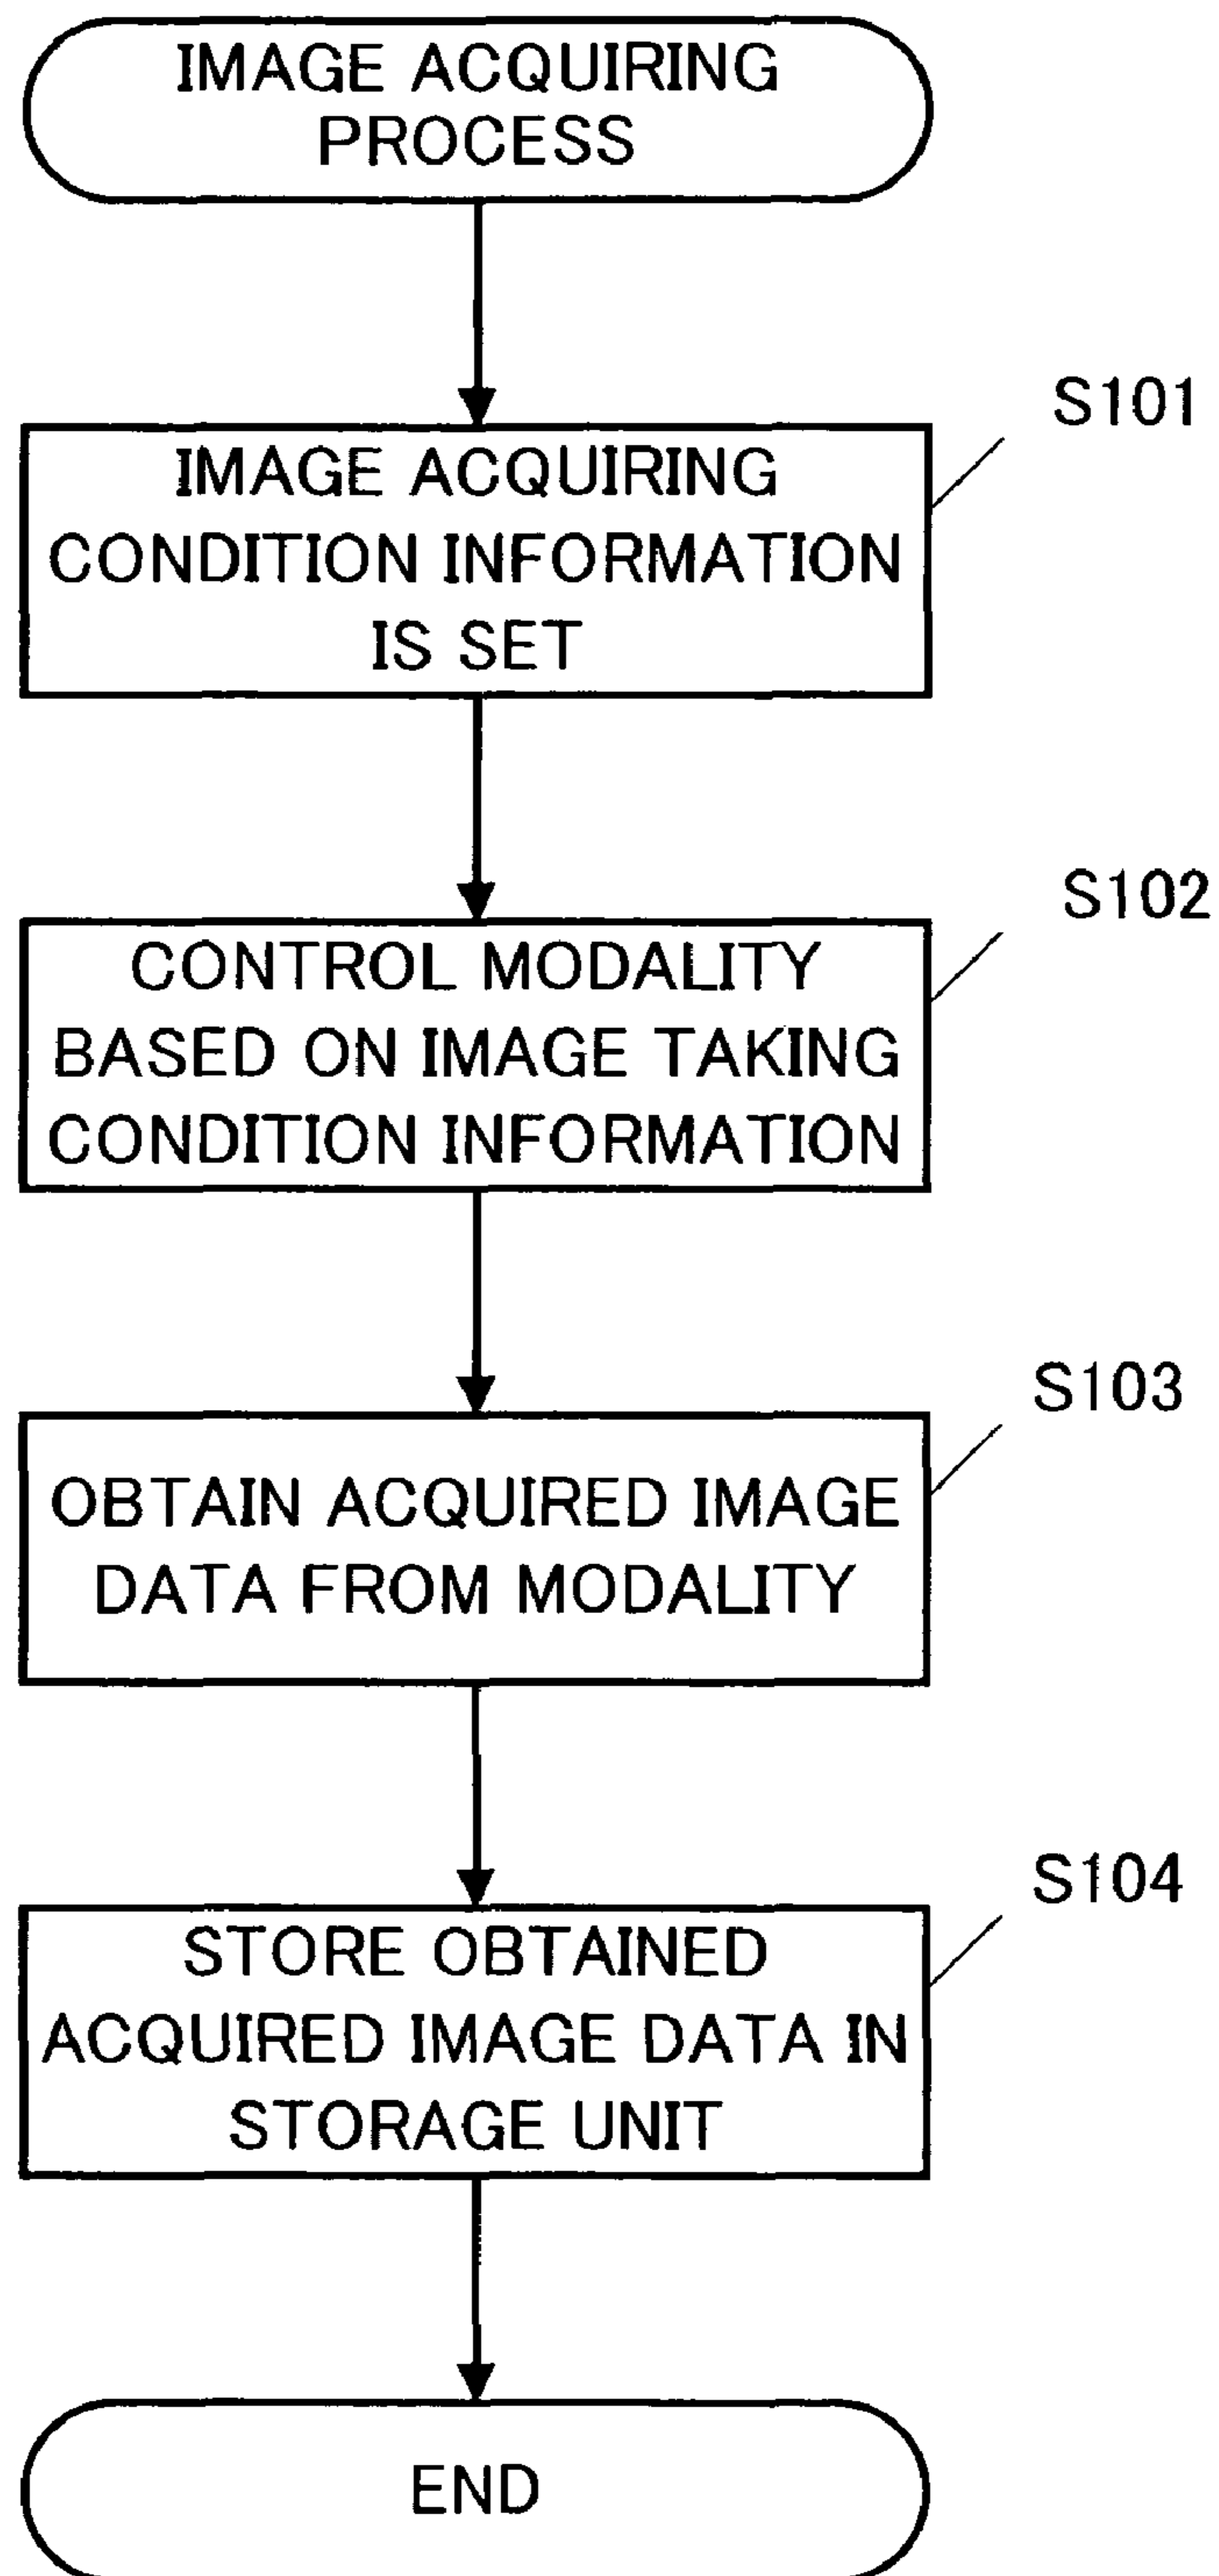 IMAGE ACQUIRING
PROCESS
S101
IMAGE ACQUIRING
CONDITION INFORMATION
IS SET
S102
CONTROL MODALITY
BASED ON IMAGE TAKING
CONDITION INFORMATION
S103
OBTAIN ACQUIRED IMAGE
DATA FROM MODALITY
S104
STORE OBTAINED
ACQUIRED IMAGE DATA IN
STORAGE UNIT
END